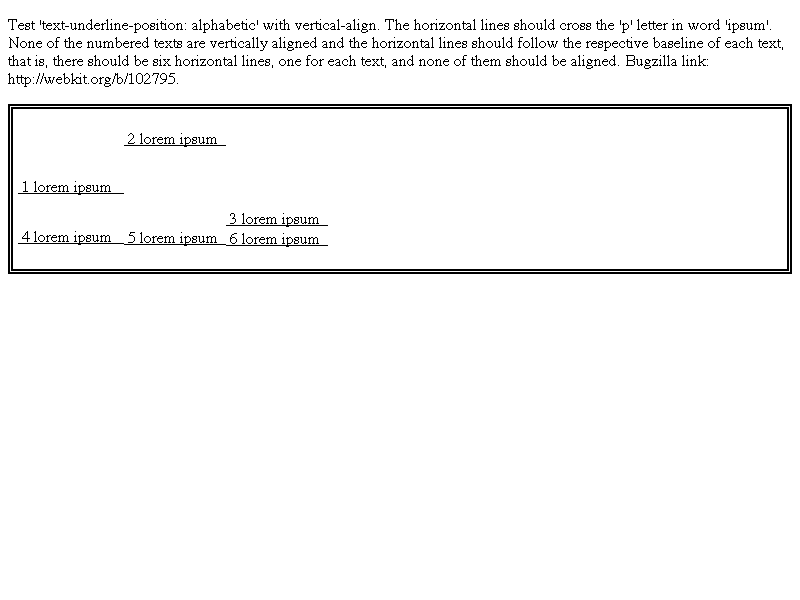 Test 'text-underline-position: alphabetic' with vertical-align. The horizontal lines should cross the 'p' letter in word 'ipsum'.
None of the numbered texts are vertically aligned and the horizontal lines should follow the respective baseline of each text,
that is, there should be six horizontal lines, one for each text, and none of them should be aligned. Bugzilla link:
http://webkit.org/b/102795.
2 lorem ipsum
1 lorem ipsum
3 lorem ipsum
4 lorem ipsum 5 lorem ipsum 6 lorem ipsum